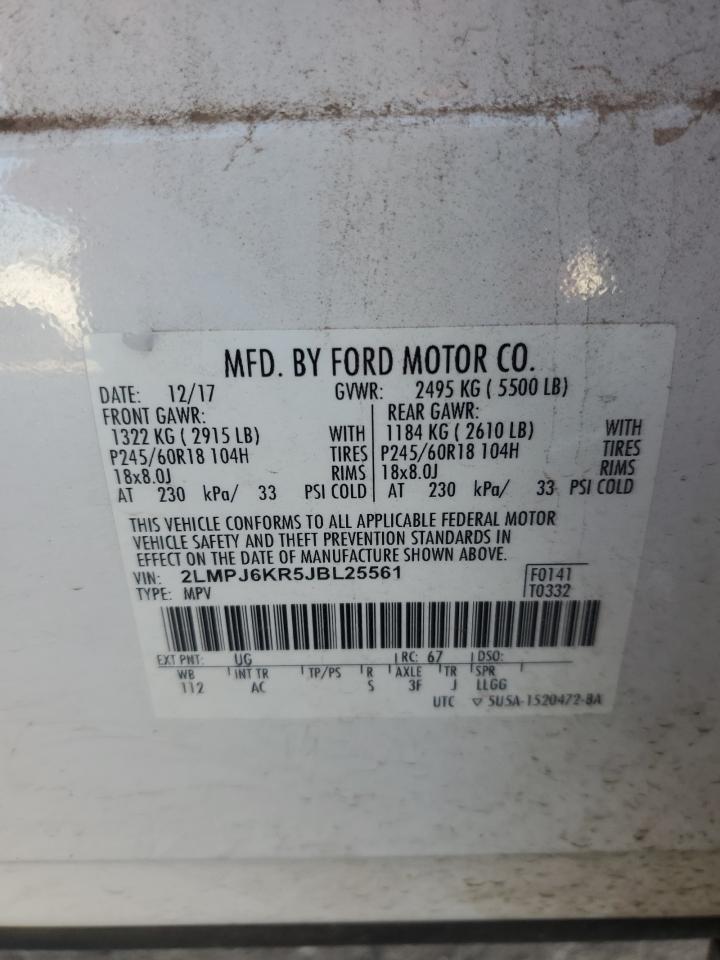 MFD. BY FORD MOTOR CO.
DATE: 12/17 GVWR: 2495 KG ( 5500 LB)
FRONT GAWR: REAR GAWR:
1322 KG ( 2915 LB) WITH 1184 KG ( 2610 LB) WITH
P245/60R18 104H TIRES P245/60R18 104H TIRES
18x8.0J RIMS 18x8.0J RIMS
AT 230 kPa/ 33 PSI COLD AT 230 kPa/ 33 PSI COLD
THIS VEHICLE CONFORMS TO ALL APPLICABLE FEDERAL MOTOR
VEHICLE SAFETY AND THEFT PREVENTION STANDARDS IN
EFFECT ON THE DATE OF MANUFACTURE SHOWN ABOVE.
VIN: 2LMPJ6KR5JBL25561 F0141
TYPE: MPV T0332
EXT PNT: UG RC: 67 DSO:
WB INT TR TP/PS R AXLE TR SPR
112 AC S 3F J LLGG
UTC ▽ 5U5A-1520472-BA